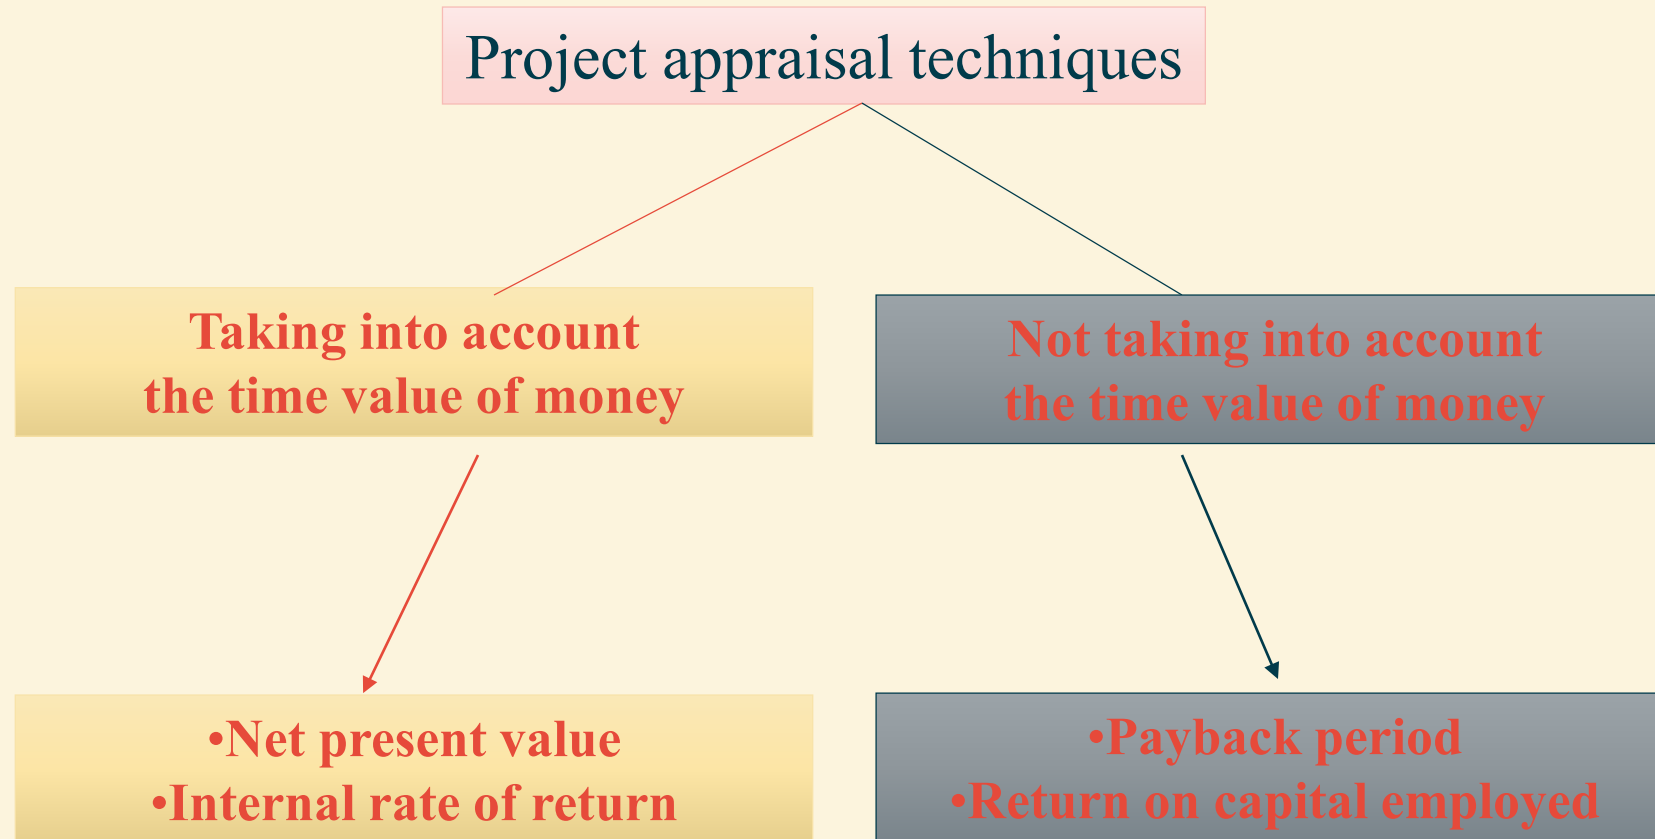 Project appraisal techniques
Taking into account
the time value of money
Not taking into account
the time value of money
•Net present value
•Internal rate of return
•Payback period
•Return on capital employed